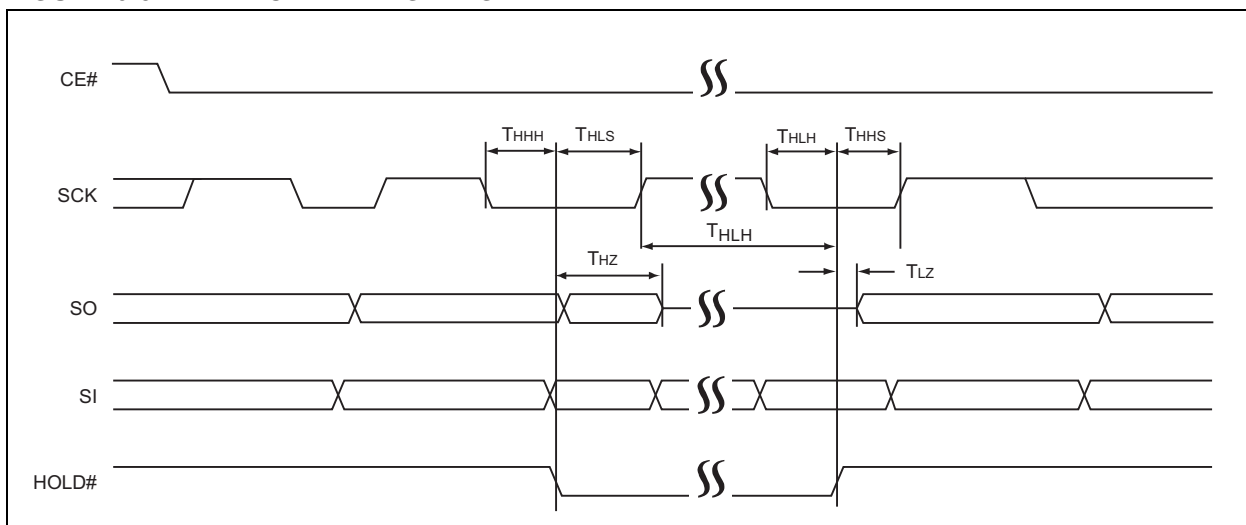 CE#
THHH THLS THLH THHS
SCK
THLH
THZ TLZ
SO
SI
HOLD#